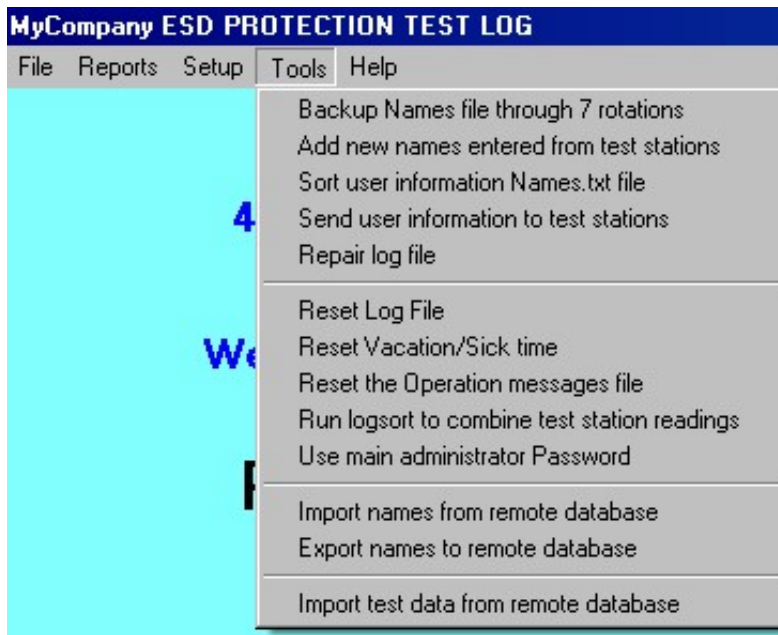 MyCompany ESD PROTECTION TEST LOG
File Reports Setup Tools Help
Backup Names file through 7 rotations
Add new names entered from test stations
Sort user information Names.txt file
4
Send user information to test stations
Repair log file
Reset Log File
We
Reset Vacation/Sick time
Reset the Operation messages file
Run logsort to combine test station readings
Use main administrator Password
Import names from remote database
Export names to remote database
Import test data from remote database